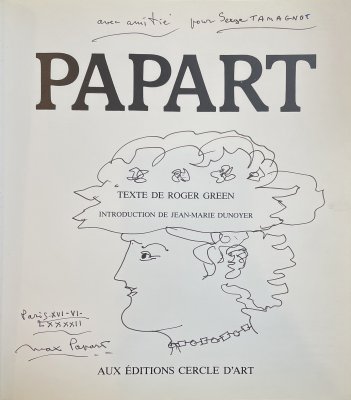 avec amitié pour Serge TAMAGNOT
PAPART
TEXTE DE ROGER GREEN
INTRODUCTION DE JEAN-MARIE DUNOYER
Paris-XVI-VI-
LXXXXII
Max Papart
AUX ÉDITIONS CERCLE D'ART